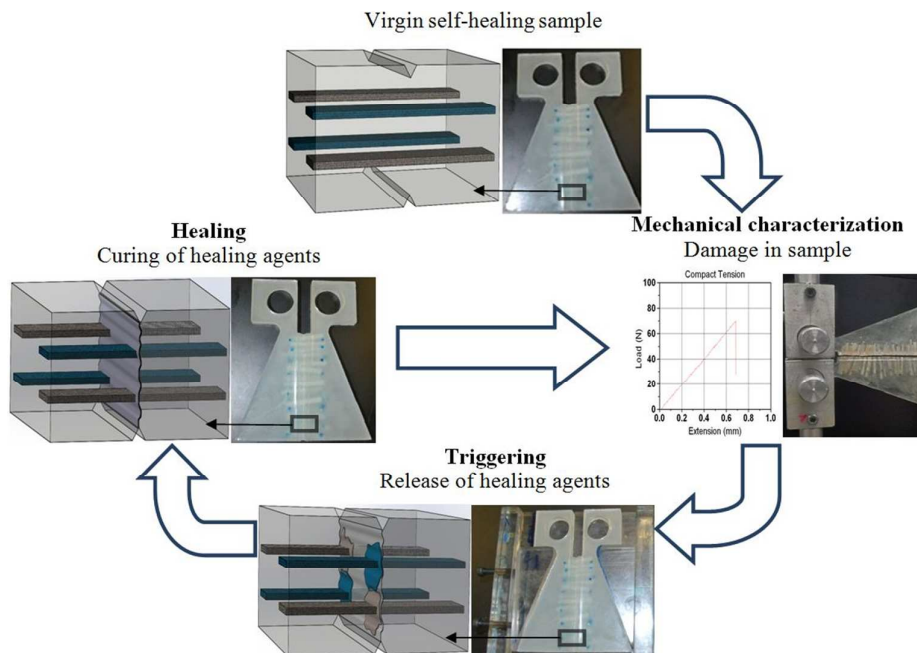 Virgin self-healing sample
Mechanical characterization
Damage in sample
Healing
Curing of healing agents
Compact Tension
100
80
60
40
20
0
Load (N)
0.0 0.2 0.4 0.6 0.8 1.0
Extension (mm)
Triggering
Release of healing agents